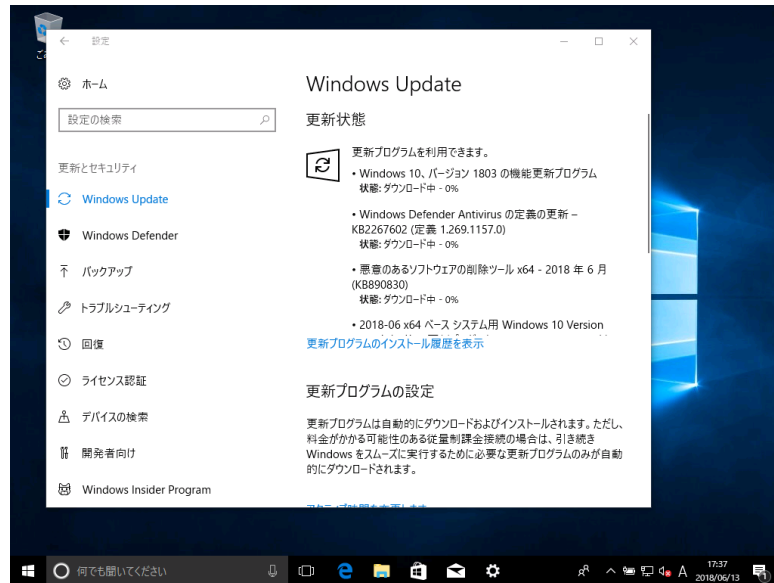 設定
ホーム
設定の検索
更新とセキュリティ
Windows Update
Windows Defender
バックアップ
トラブルシューティング
回復
ライセンス認証
デバイスの検索
開発者向け
Windows Insider Program
Windows Update
更新状態
更新プログラムを利用できます。
• Windows 10、バージョン 1803 の機能更新プログラム
状態: ダウンロード中 - 0%
• Windows Defender Antivirus の定義の更新 –
KB2267602 (定義 1.269.1157.0)
状態: ダウンロード中 - 0%
• 悪意のあるソフトウェアの削除ツール x64 - 2018 年 6 月
(KB890830)
状態: ダウンロード中 - 0%
• 2018-06 x64 ベース システム用 Windows 10 Version
更新プログラムのインストール履歴を表示
更新プログラムの設定
更新プログラムは自動的にダウンロードおよびインストールされます。ただし、
料金がかかる可能性のある従量制課金接続の場合は、引き続き
Windows をスムーズに実行するために必要な更新プログラムのみが自動
的にダウンロードされます。
何でも聞いてください
A
17:37
2018/06/13